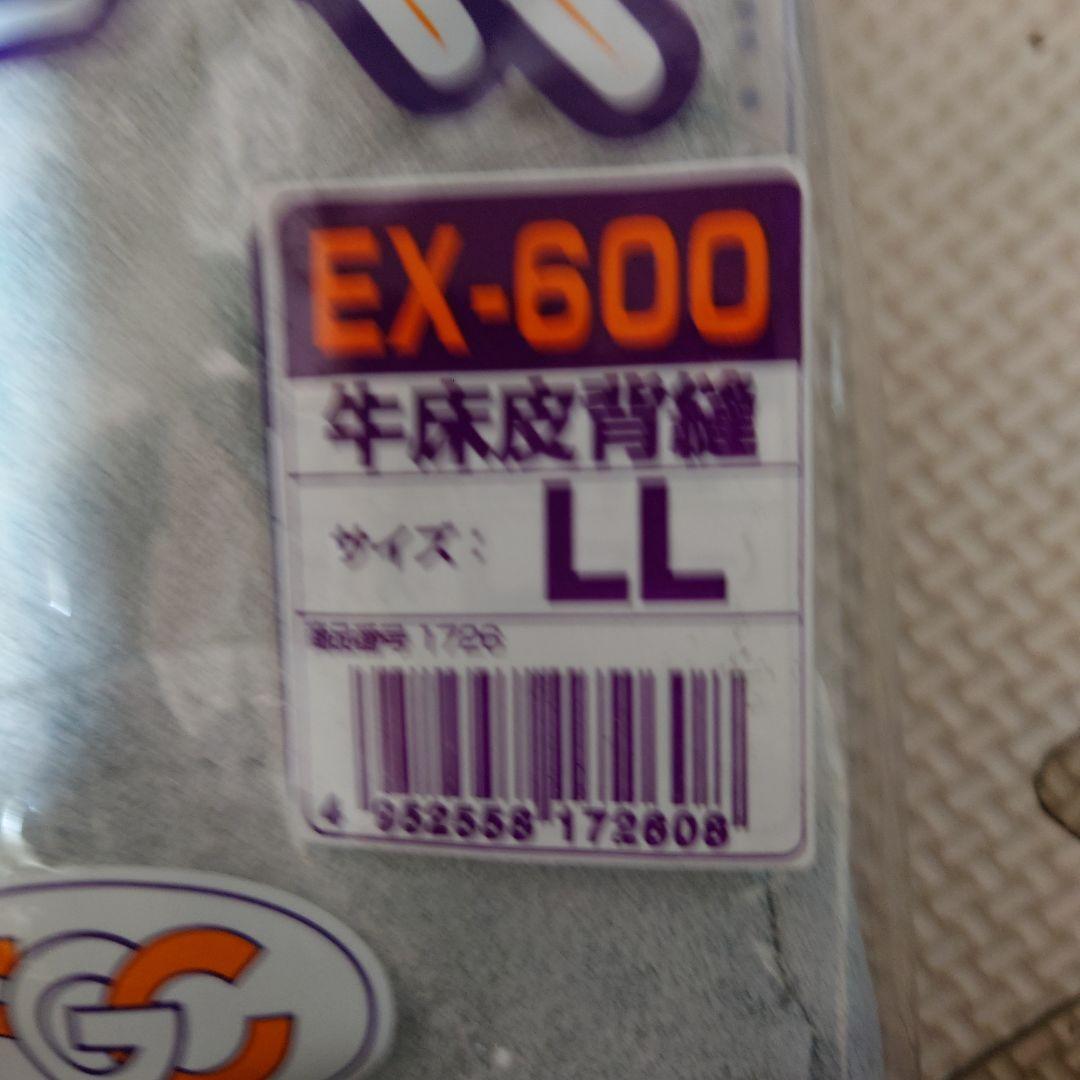 EX-600
牛床皮背縫
サイズ： LL
商品番号 1726
4 952558 172608
GC